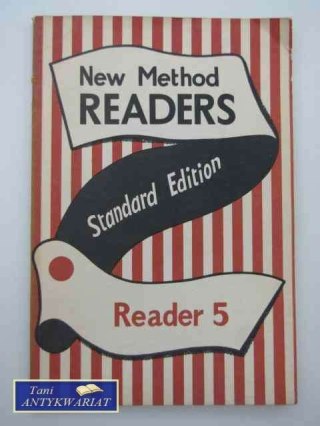 New Method
READERS
Standard Edition
Reader 5
Tani
ANTYKWARIAT